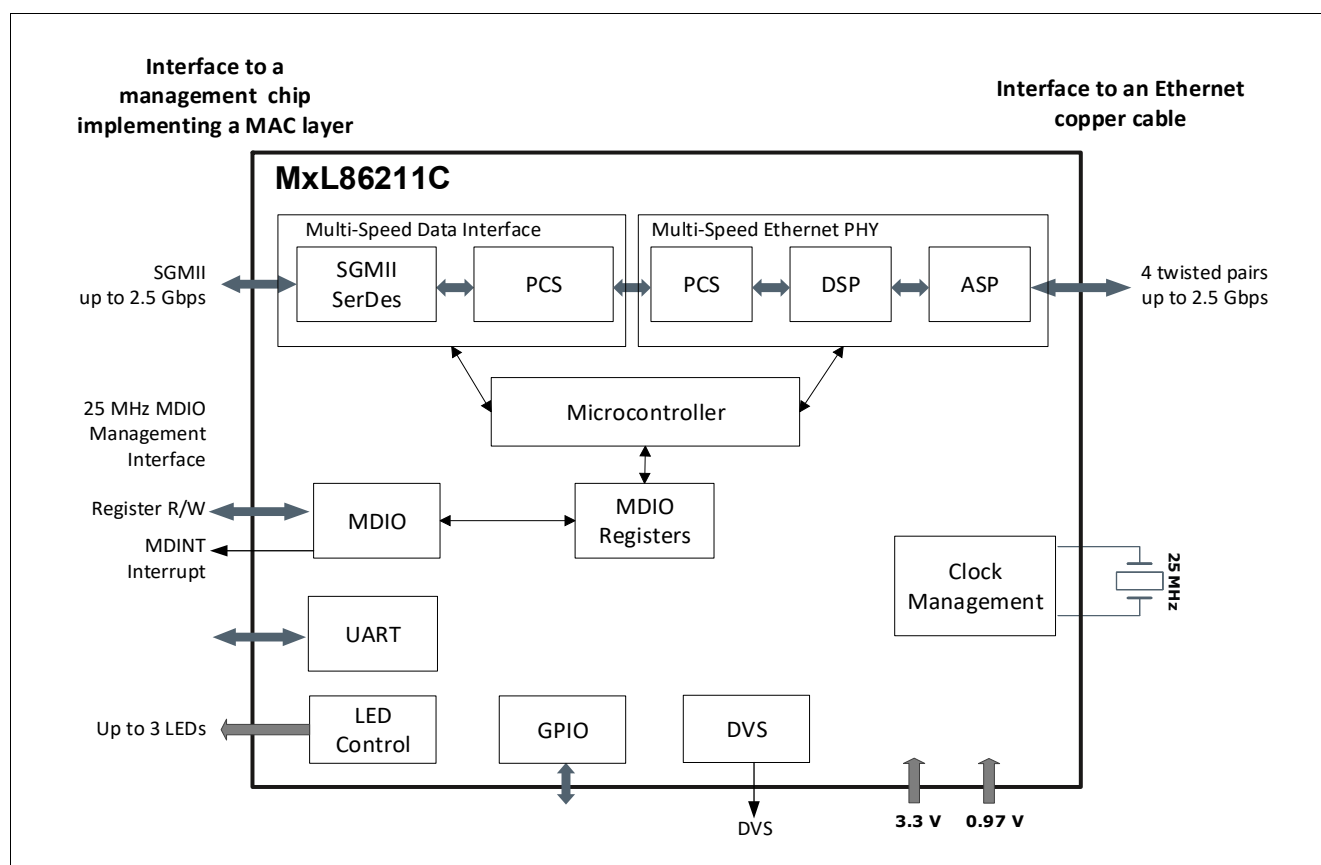 Interface to a
management chip
implementing a MAC layer
Interface to an Ethernet
copper cable
MxL86211C
Multi-Speed Data Interface
Multi-Speed Ethernet PHY
SGMII
up to 2.5 Gbps
SGMII
SerDes
PCS
PCS
DSP
ASP
4 twisted pairs
up to 2.5 Gbps
Microcontroller
25 MHz MDIO
Management
Interface
Register R/W
MDINT
Interrupt
MDIO
MDIO
Registers
Clock
Management
25 MHz
UART
Up to 3 LEDs
LED
Control
GPIO
DVS
DVS
3.3 V
0.97 V